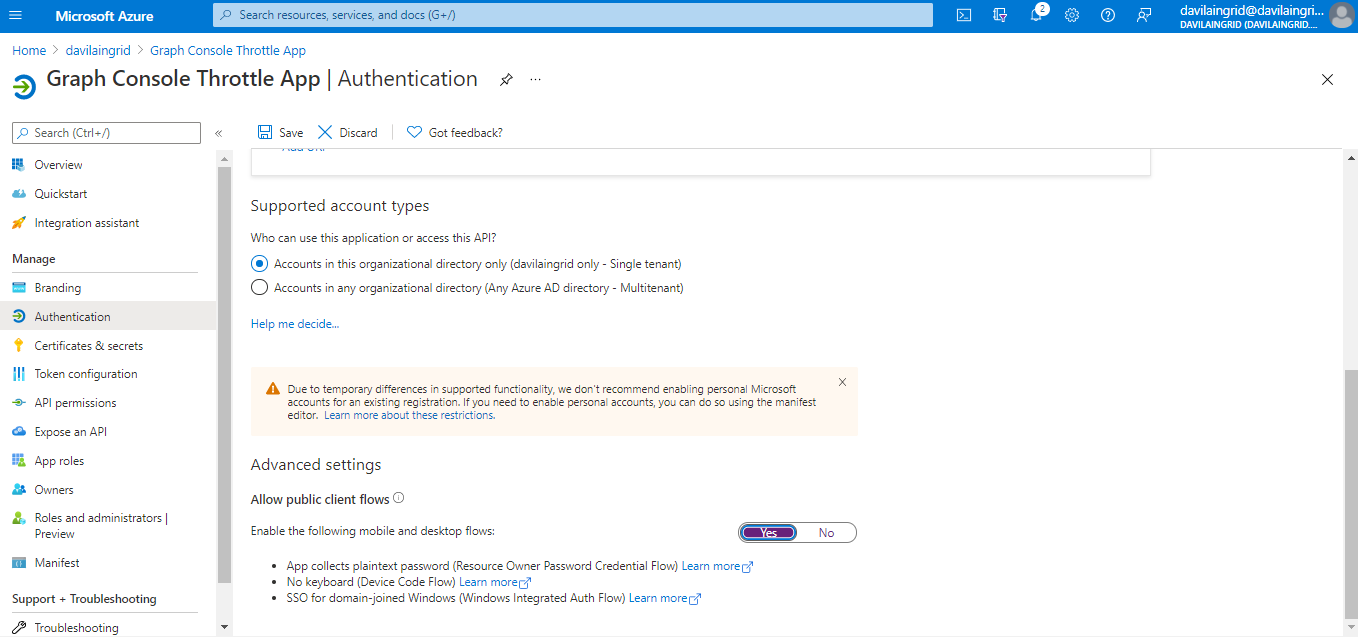 Microsoft Azure
Search resources, services, and docs (G+/)
2
davilaingrid@davilaingri...
DAVILAINGRID (DAVILAINGRID....
Home > davilaingrid > Graph Console Throttle App
Graph Console Throttle App | Authentication
...
Search (Ctrl+/)
«
Save
Discard
Got feedback?
Overview
Quickstart
Integration assistant
Manage
Branding
Authentication
Certificates & secrets
Token configuration
API permissions
Expose an API
App roles
Owners
Roles and administrators |
Preview
Manifest
Support + Troubleshooting
Troubleshooting
Add URI
Supported account types
Who can use this application or access this API?
Accounts in this organizational directory only (davilaingrid only - Single tenant)
Accounts in any organizational directory (Any Azure AD directory - Multitenant)
Help me decide...
Due to temporary differences in supported functionality, we don't recommend enabling personal Microsoft
accounts for an existing registration. If you need to enable personal accounts, you can do so using the manifest
editor. Learn more about these restrictions.
Advanced settings
Allow public client flows
Enable the following mobile and desktop flows:
Yes
No
• App collects plaintext password (Resource Owner Password Credential Flow) Learn more
• No keyboard (Device Code Flow) Learn more
• SSO for domain-joined Windows (Windows Integrated Auth Flow) Learn more